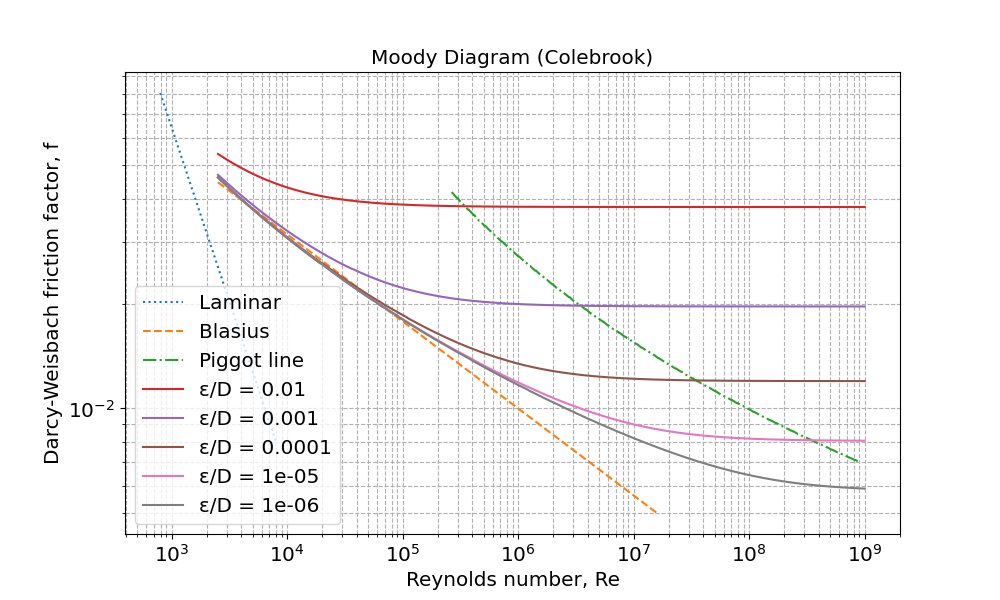 Moody Diagram (Colebrook)
Darcy-Weisbach friction factor, f
10⁻²
Laminar
Blasius
Piggot line
ε/D = 0.01
ε/D = 0.001
ε/D = 0.0001
ε/D = 1e-05
ε/D = 1e-06
10³ 10⁴ 10⁵ 10⁶ 10⁷ 10⁸ 10⁹
Reynolds number, Re